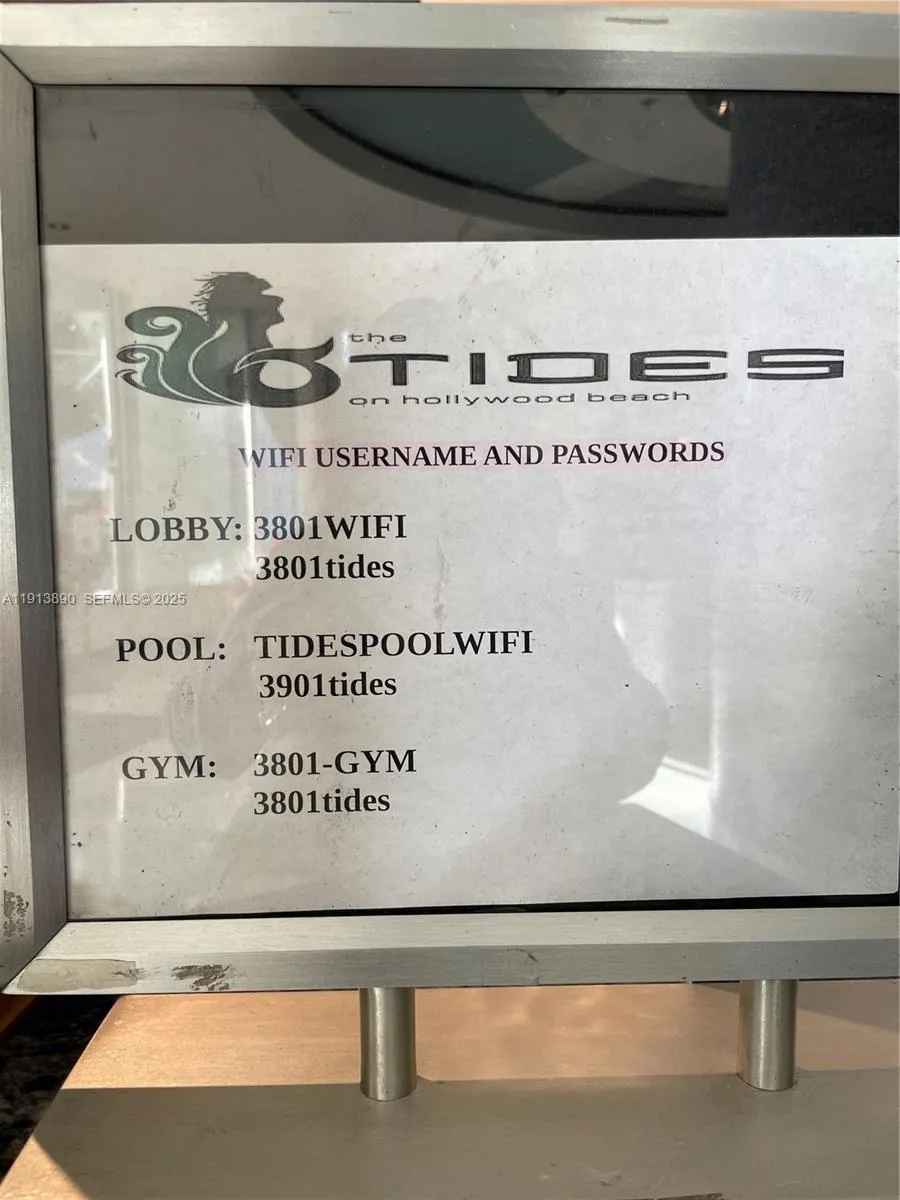 the
TIDES
on hollywood beach
WIFI USERNAME AND PASSWORDS
LOBBY: 3801WIFI
3801tides
A11913890 SEFMLS© 2025
POOL: TIDESPOOLWIFI
3901tides
GYM: 3801-GYM
3801tides